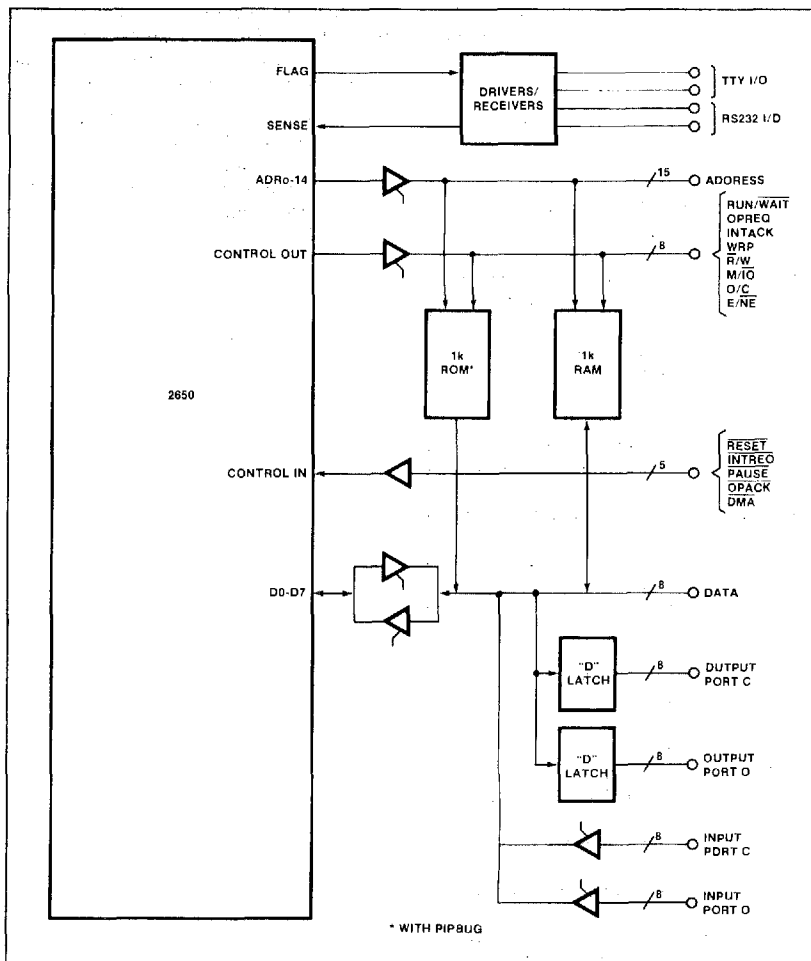 FLAG
SENSE
DRIVERS/
RECEIVERS
TTY I/O
RS232 I/D
ADRo-14
15
ADDRESS
CONTROL OUT
8
RUN/WAIT
OPREQ
INTACK
WRP
R/W
M/IO
D/C
E/NE
1k
ROM*
1k
RAM
2650
CONTROL IN
5
RESET
INTREQ
PAUSE
OPACK
DMA
D0-D7
8
DATA
"D"
LATCH
8
OUTPUT
PORT C
"D"
LATCH
8
OUTPUT
PORT D
8
INPUT
PORT C
8
INPUT
PORT D
* WITH PIPBUG